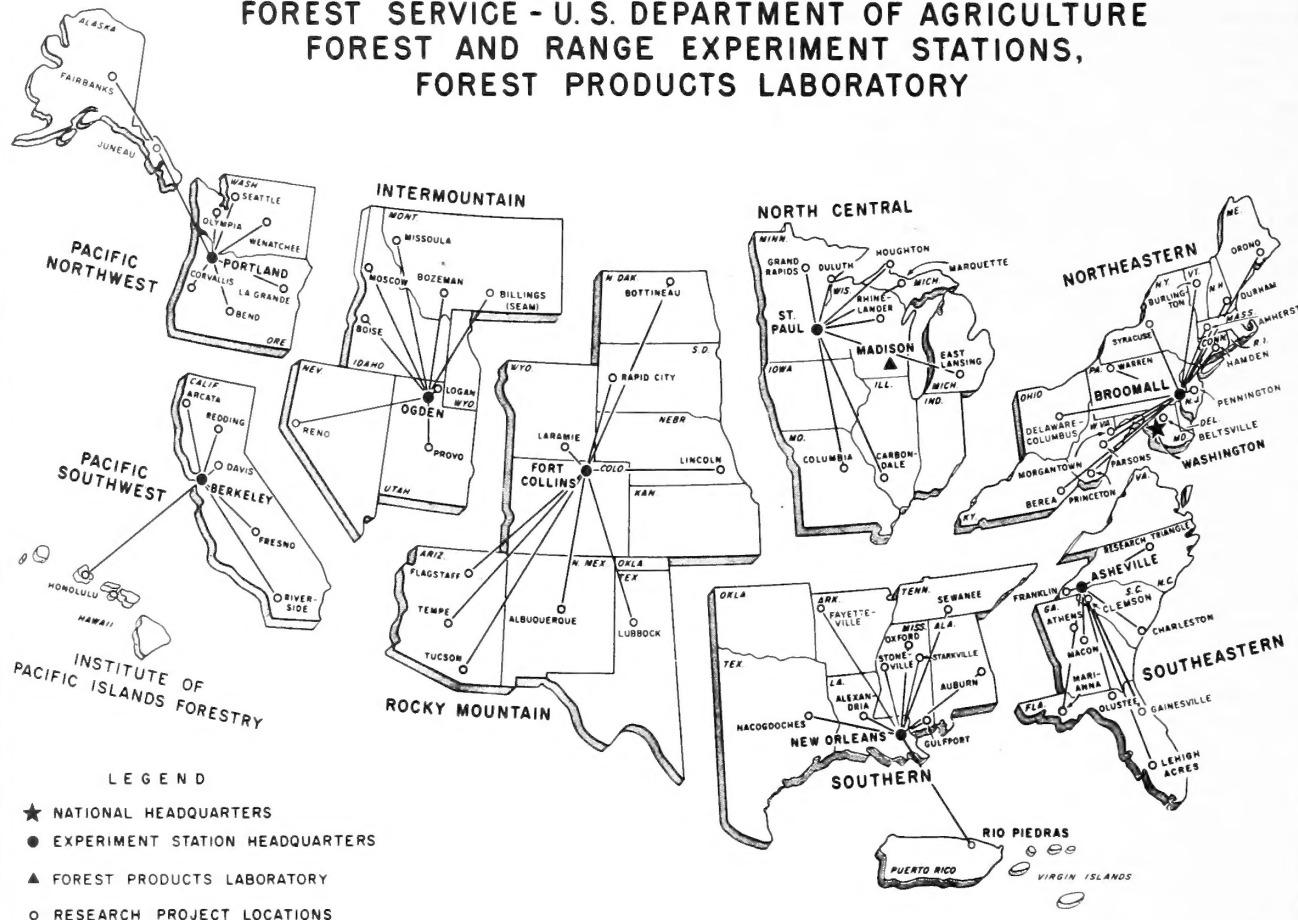 FOREST SERVICE - U. S. DEPARTMENT OF AGRICULTURE
FOREST AND RANGE EXPERIMENT STATIONS,
FOREST PRODUCTS LABORATORY
ALASKA
FAIRBANKS
JUNEAU
PACIFIC
NORTHWEST
WASH
SEATTLE
OLYMPIA
WENATCHEE
PORTLAND
CORVALLIS
LA GRANDE
BEND
ORE
INTERMOUNTAIN
MONT
MISSOULA
MOSCOW
BOZEMAN
BILLINGS
(SEAM)
BOISE
IDAHO
NEV
LOGAN
WYO
OGDEN
RENO
PROVO
UTAH
PACIFIC
SOUTHWEST
CALIF
ARCATA
REDDING
DAVIS
BERKELEY
FRESNO
RIVER-
SIDE
HONOLULU
HAWAII
INSTITUTE OF
PACIFIC ISLANDS FORESTRY
N. DAK.
BOTTINEAU
S.D.
WYO.
RAPID CITY
NEBR
LARAMIE
FORT
COLLINS
COLO
LINCOLN
KAN
ARIZ.
N. MEX
OKLA
TEX
FLAGSTAFF
TEMPE
TUCSON
ALBUQUERQUE
LUBBOCK
ROCKY MOUNTAIN
NORTH CENTRAL
MINN.
GRAND
RAPIDS
DULUTH
HOUGHTON
MARQUETTE
WIS.
MICH.
RHINE-
LANDER
ST.
PAUL
MADISON
EAST
LANSING
MICH.
IOWA
ILL.
IND.
MO.
COLUMBIA
CARBON-
DALE
NORTHEASTERN
ME.
ORONO
N.Y.
VT.
N.H.
BURLING-
TON
DURHAM
MASS.
AMHERST
SYRACUSE
CONN.
R.I.
HAMDEN
PA.
WARREN
BROOMALL
N.J.
PENNINGTON
OHIO
DELAWARE-
COLUMBUS
W.VA.
DEL.
MD.
BELTSVILLE
WASHINGTON
MORGANTOWN
PARSONS
BEREA
PRINCETON
KY.
VA.
RESEARCH TRIANGLE
ASHEVILLE
N.C.
FRANKLIN
S.C.
CLEMSON
GA.
ATHENS
CHARLESTON
MACON
SOUTHEASTERN
MARI-
ANNA
FLA.
OLUSTEE
GAINESVILLE
LEHIGH
ACRES
OKLA
ARK.
TENN.
FAYETTE-
VILLE
SEWANEE
MISS.
ALA.
OXFORD
STONE-
VILLE
STARKVILLE
TEX.
LA.
ALEXAN-
DRIA
AUBURN
NACOGDOCHES
NEW ORLEANS
GULFPORT
SOUTHERN
RIO PIEDRAS
PUERTO RICO
VIRGIN ISLANDS
LEGEND
NATIONAL HEADQUARTERS
EXPERIMENT STATION HEADQUARTERS
FOREST PRODUCTS LABORATORY
RESEARCH PROJECT LOCATIONS